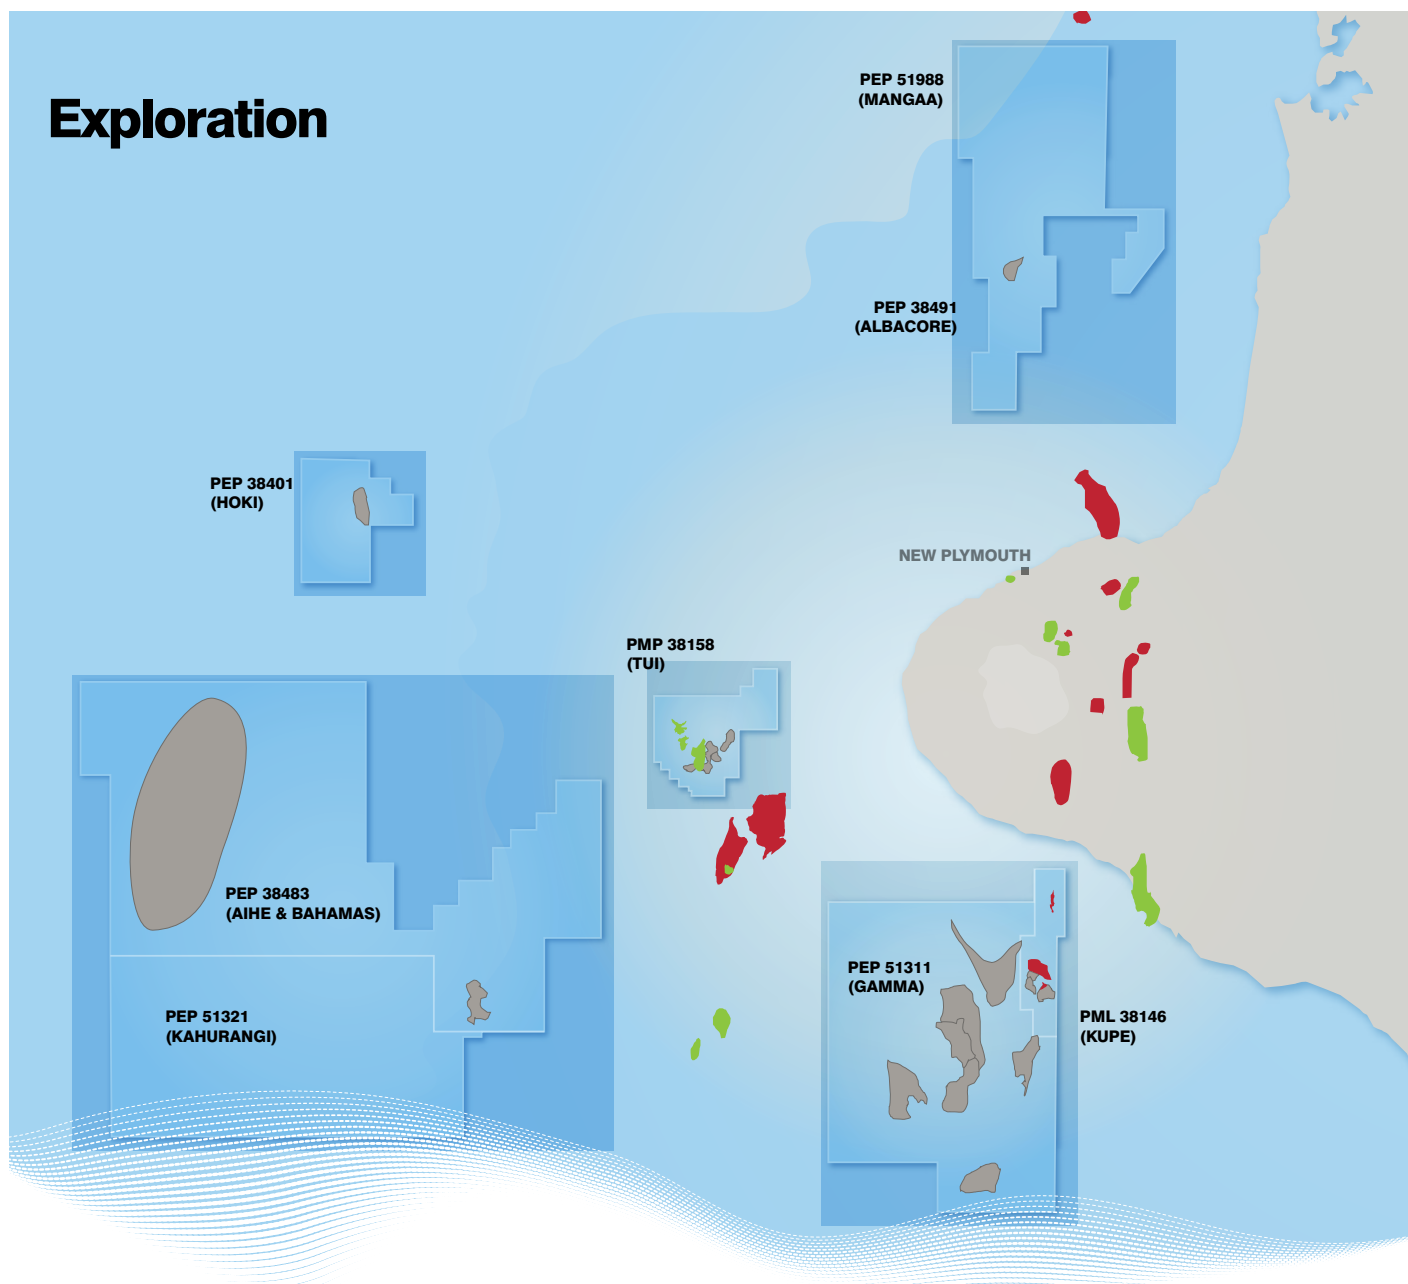 Exploration
PEP 51988
(MANGAA)
PEP 38491
(ALBACORE)
PEP 38401
(HOKI)
NEW PLYMOUTH
PMP 38158
(TUI)
PEP 38483
(AIHE & BAHAMAS)
PEP 51311
(GAMMA)
PEP 51321
(KAHURANGI)
PML 38146
(KUPE)